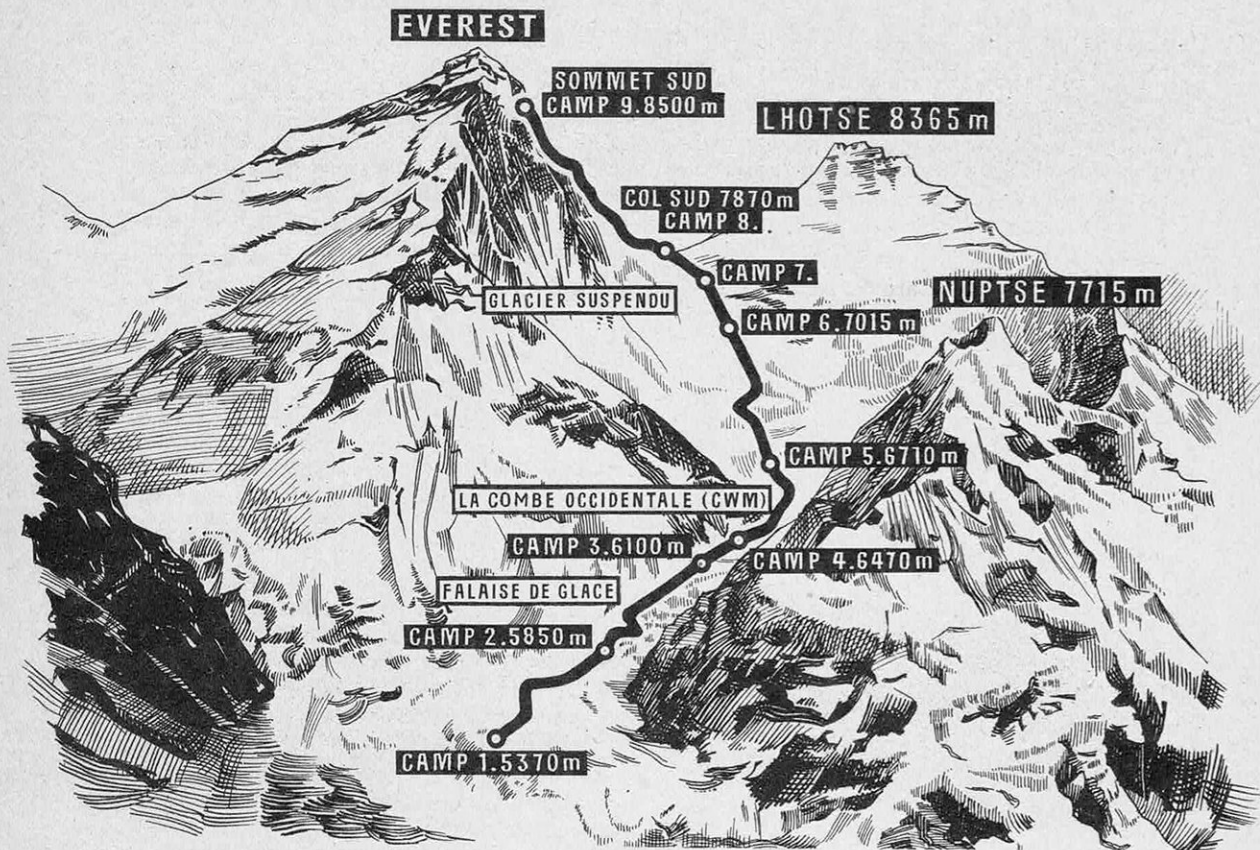 EVEREST
SOMMET SUD
CAMP 9.8500 m
LHOTSE 8365 m
COL SUD 7870 m
CAMP 8.
CAMP 7.
NUPTSE 7715 m
GLACIER SUSPENDU
CAMP 6.7015 m
CAMP 5.6710 m
LA COMBE OCCIDENTALE (CWM)
CAMP 3.6100 m
CAMP 4.6470 m
FALAISE DE GLACE
CAMP 2.5850 m
CAMP 1.5370 m